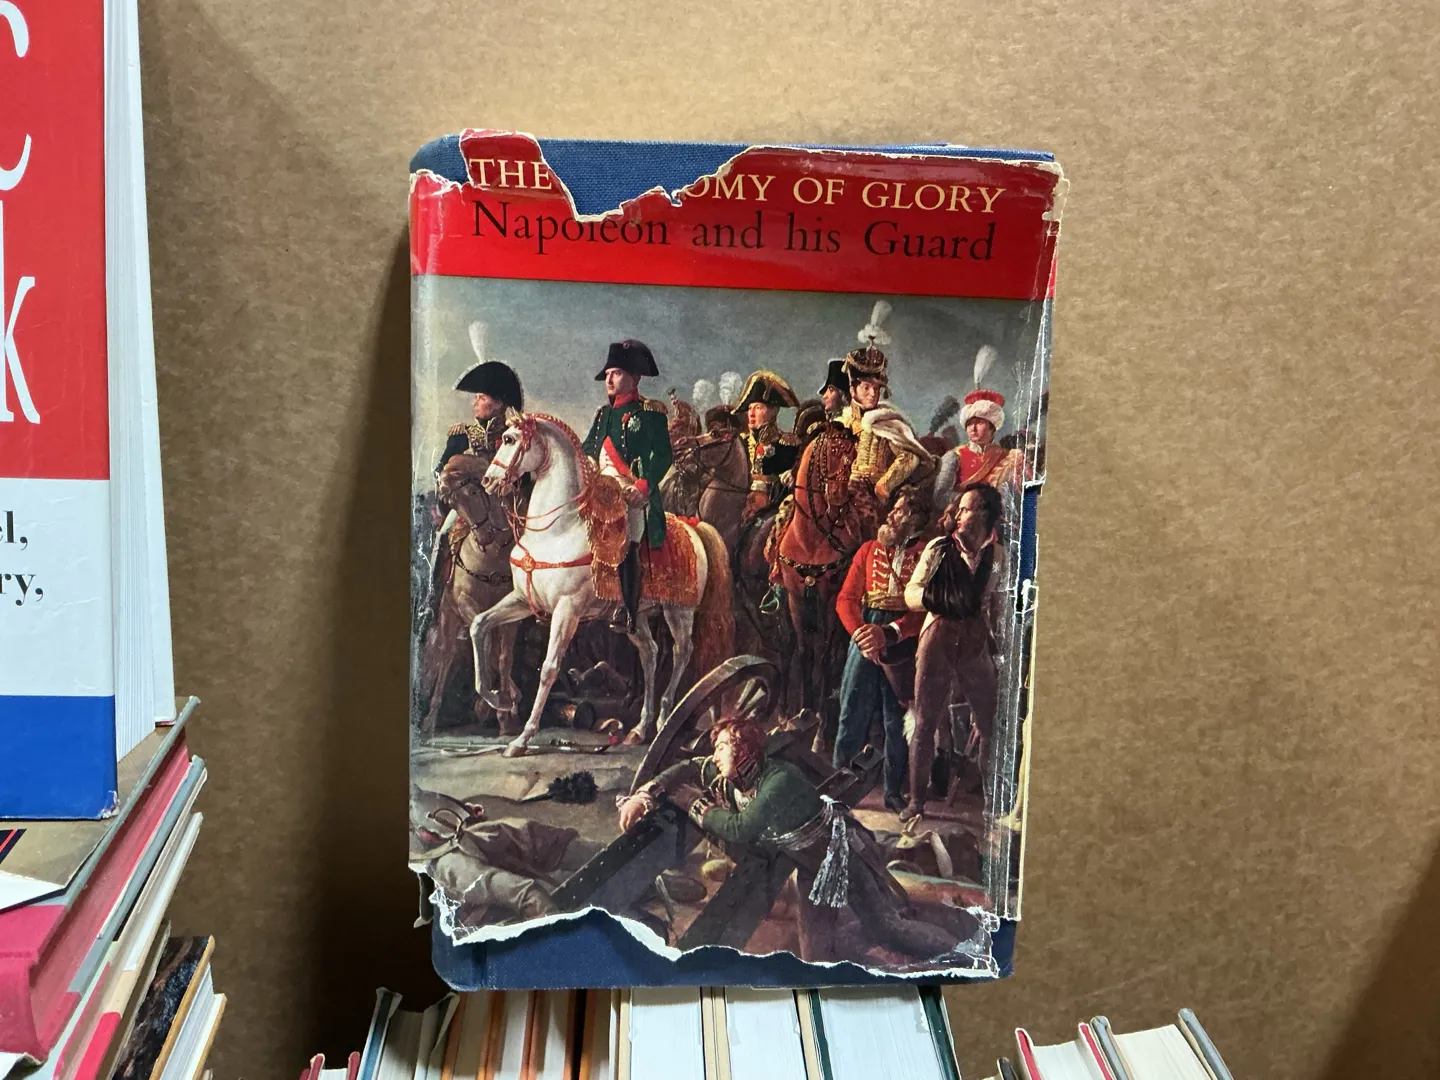 THE OMY OF GLORY
Napoleon and his Guard
c
k
el,
ry,